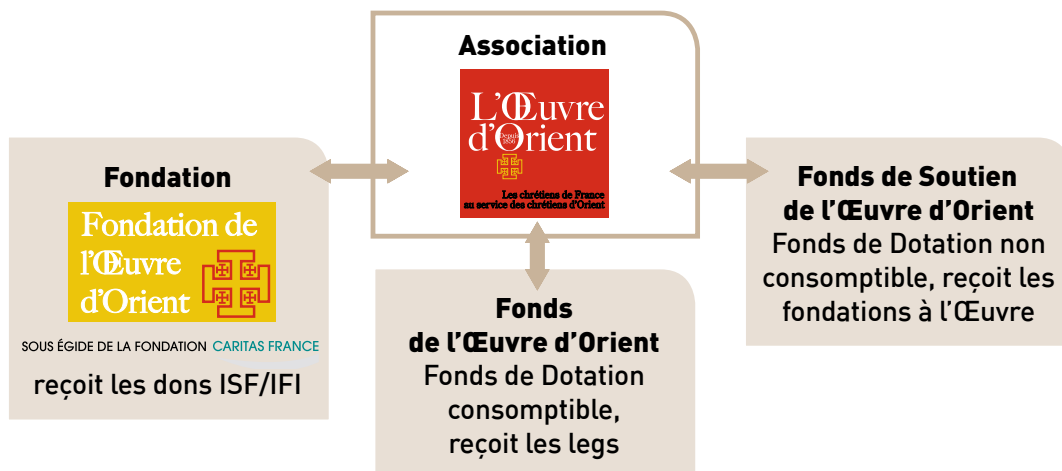 Association
L'Œuvre
d'Orient
Depuis
1856
Les chrétiens de France
au service des chrétiens d'Orient
Fondation
Fondation de
l'Œuvre
d'Orient
SOUS ÉGIDE DE LA FONDATION CARITAS FRANCE
reçoit les dons ISF/IFI
Fonds
de l'Œuvre d'Orient
Fonds de Dotation
consomptible,
reçoit les legs
Fonds de Soutien
de l'Œuvre d'Orient
Fonds de Dotation non
consomptible, reçoit les
fondations à l'Œuvre